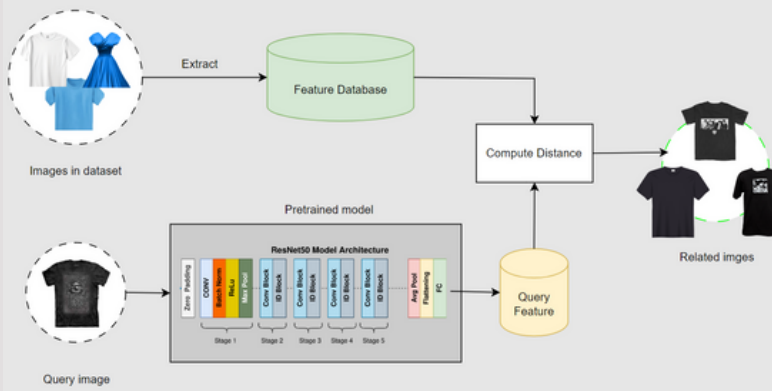 Extract
Feature Database
Images in dataset
Compute Distance
Related imges
Pretrained model
ResNet50 Model Architecture
Zero Padding
CONV
Batch Norm
ReLu
Max Pool
Conv Block
ID Block
Conv Block
ID Block
Conv Block
ID Block
Conv Block
ID Block
Avg Pool
Flattening
FC
Stage 1
Stage 2
Stage 3
Stage 4
Stage 5
Query
Feature
Query image